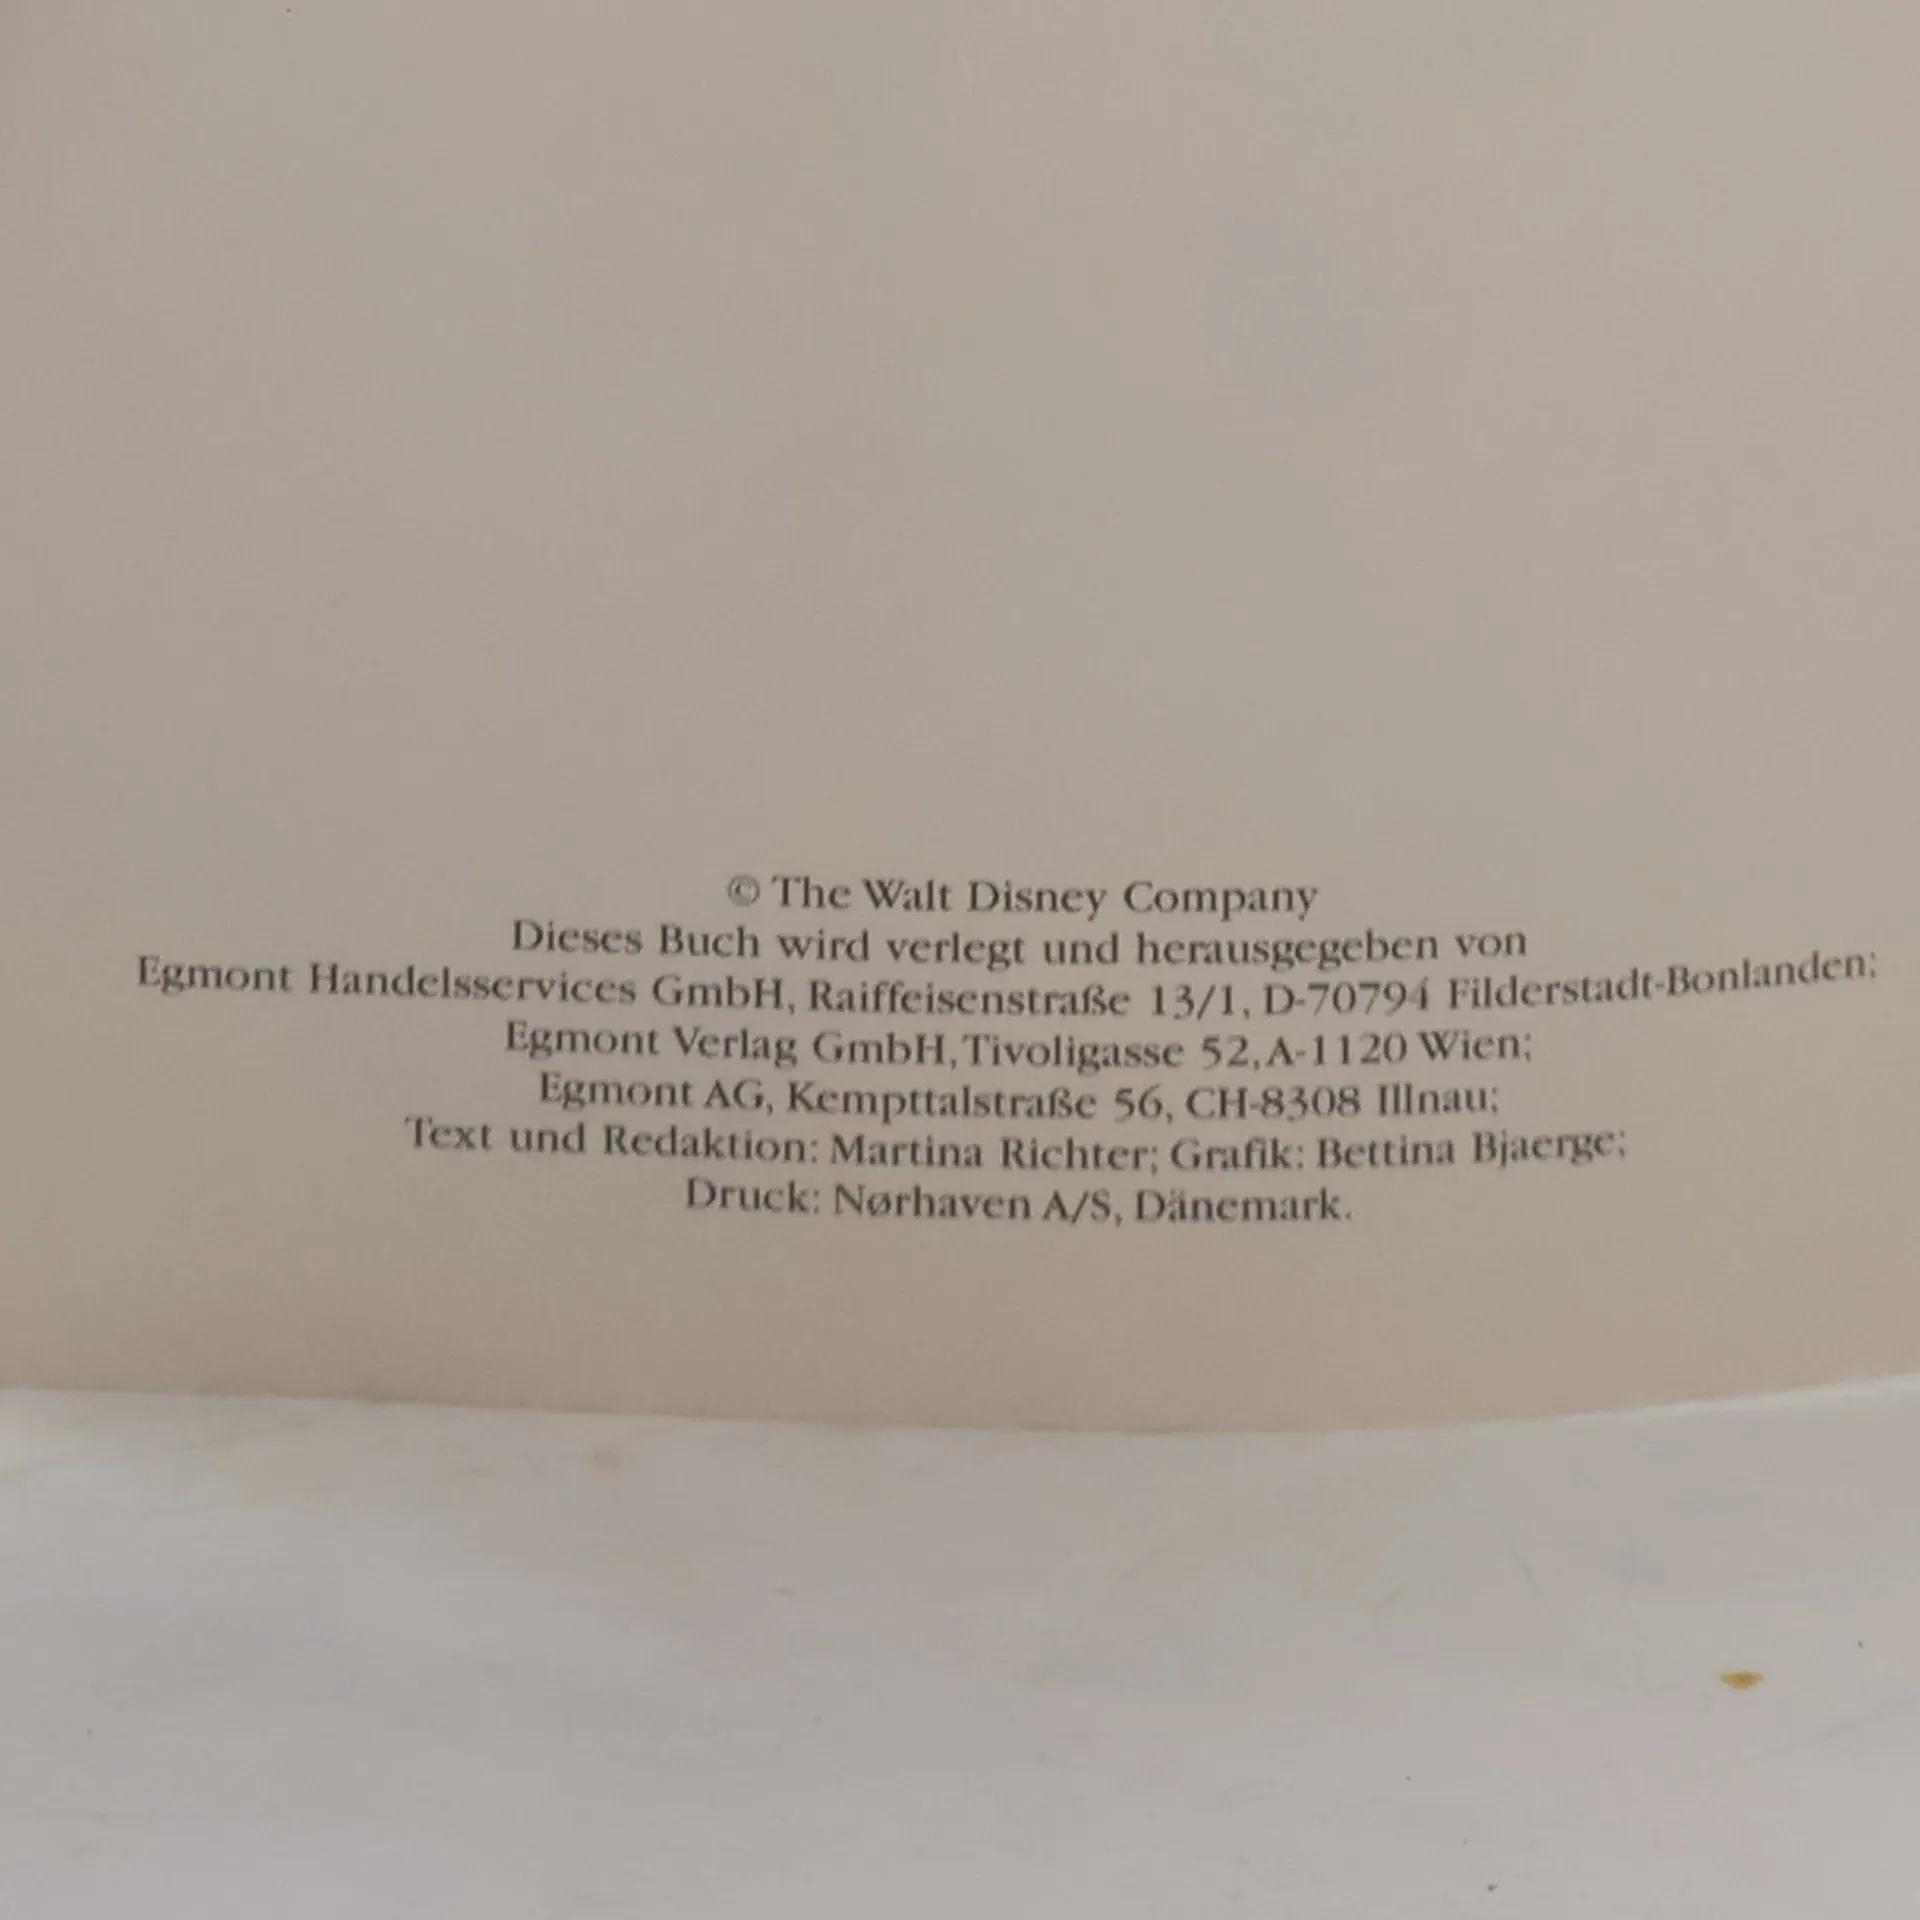 © The Walt Disney Company
Dieses Buch wird verlegt und herausgegeben von
Egmont Handelsservices GmbH, Raiffeisenstraße 13/1, D-70794 Filderstadt-Bonlanden;
Egmont Verlag GmbH, Tivoligasse 52, A-1120 Wien;
Egmont AG, Kempttalstraße 56, CH-8308 Illnau;
Text und Redaktion: Martina Richter; Grafik: Bettina Bjaerge;
Druck: Nørhaven A/S, Dänemark.